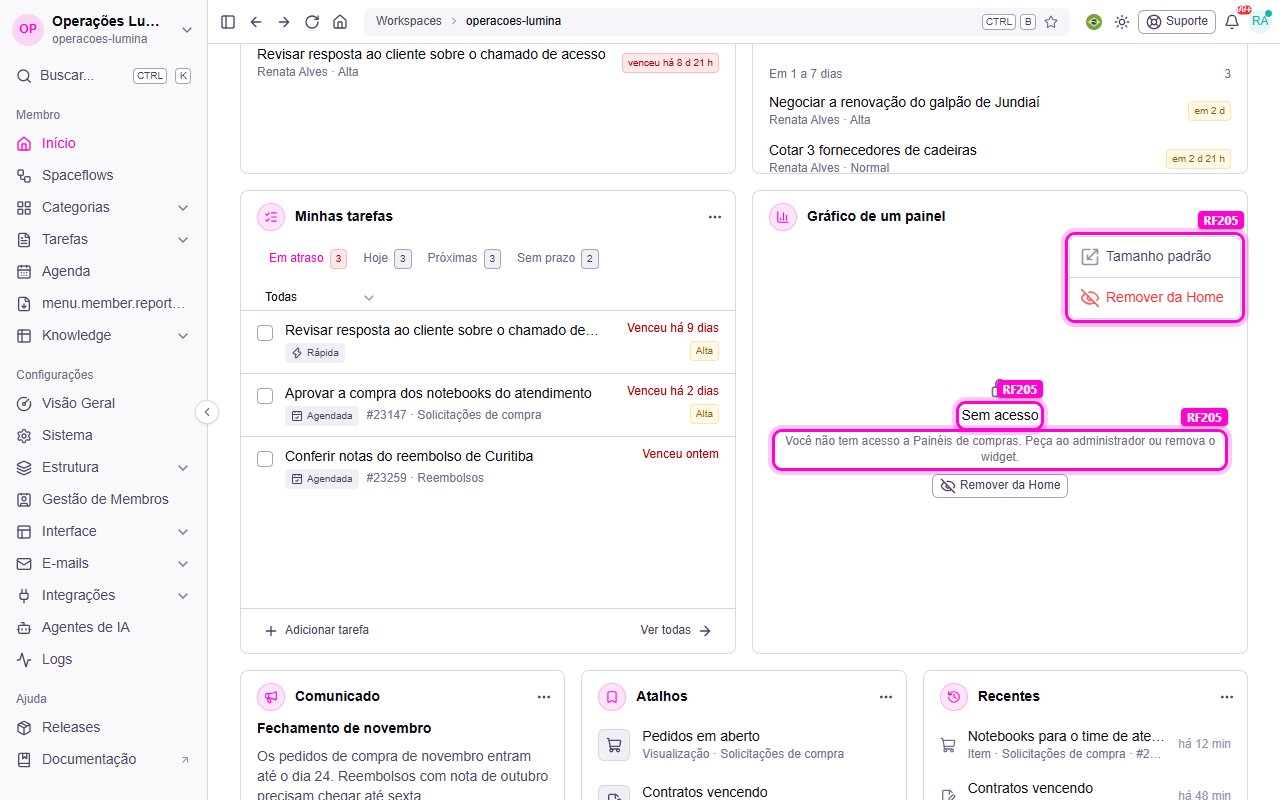 OP
Operações Lu...
operacoes-lumina
Buscar...
CTRL
K
Membro
Início
Spaceflows
Categorias
Tarefas
Agenda
menu.member.report...
Knowledge
Configurações
Visão Geral
Sistema
Estrutura
Gestão de Membros
Interface
E-mails
Integrações
Agentes de IA
Logs
Ajuda
Releases
Documentação
Workspaces
operacoes-lumina
CTRL
B
Suporte
99+
RA
Revisar resposta ao cliente sobre o chamado de acesso
Renata Alves · Alta
venceu há 8 d 21 h
Em 1 a 7 dias
3
Negociar a renovação do galpão de Jundiaí
Renata Alves · Alta
em 2 d
Cotar 3 fornecedores de cadeiras
Renata Alves · Normal
em 2 d 21 h
Minhas tarefas
Em atraso 3
Hoje 3
Próximas 3
Sem prazo 2
Todas
Revisar resposta ao cliente sobre o chamado de...
Venceu há 9 dias
Rápida
Alta
Aprovar a compra dos notebooks do atendimento
Venceu há 2 dias
Agendada
#23147 · Solicitações de compra
Alta
Conferir notas do reembolso de Curitiba
Venceu ontem
Agendada
#23259 · Reembolsos
Adicionar tarefa
Ver todas
Gráfico de um painel
RF205
Tamanho padrão
Remover da Home
RF205
Sem acesso
RF205
Você não tem acesso a Painéis de compras. Peça ao administrador ou remova o
widget.
Remover da Home
Comunicado
Fechamento de novembro
Os pedidos de compra de novembro entram
até o dia 24. Reembolsos com nota de outubro
precisam chegar até sexta
Atalhos
Pedidos em aberto
Visualização · Solicitações de compra
Contratos vencendo
Recentes
Notebooks para o time de ate...
Item · Solicitações de compra · #2...
há 12 min
Contratos vencendo
há 48 min